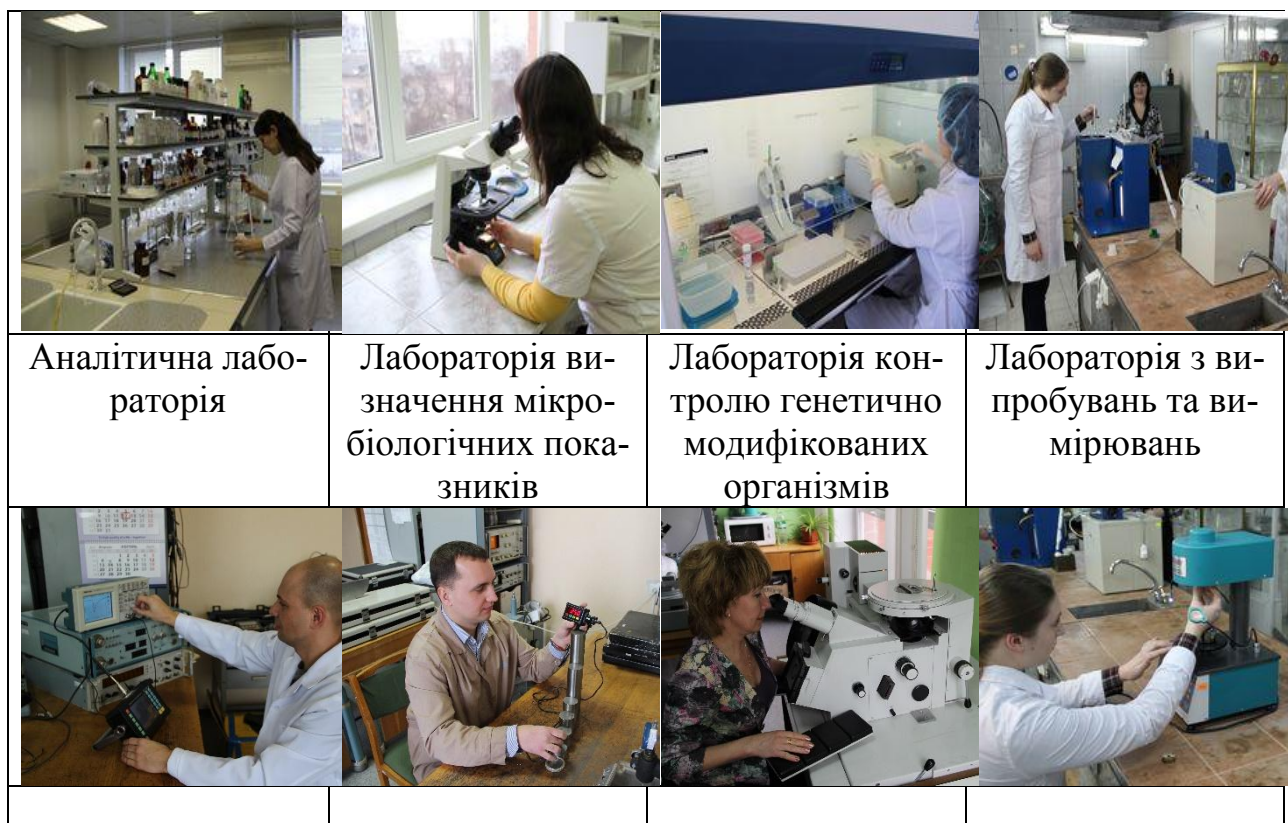 Аналітична лабо-
раторія
Лабораторія ви-
значення мікро-
біологічних пока-
зників
Лабораторія кон-
тролю генетично
модифікованих
організмів
Лабораторія з ви-
пробувань та ви-
мірювань